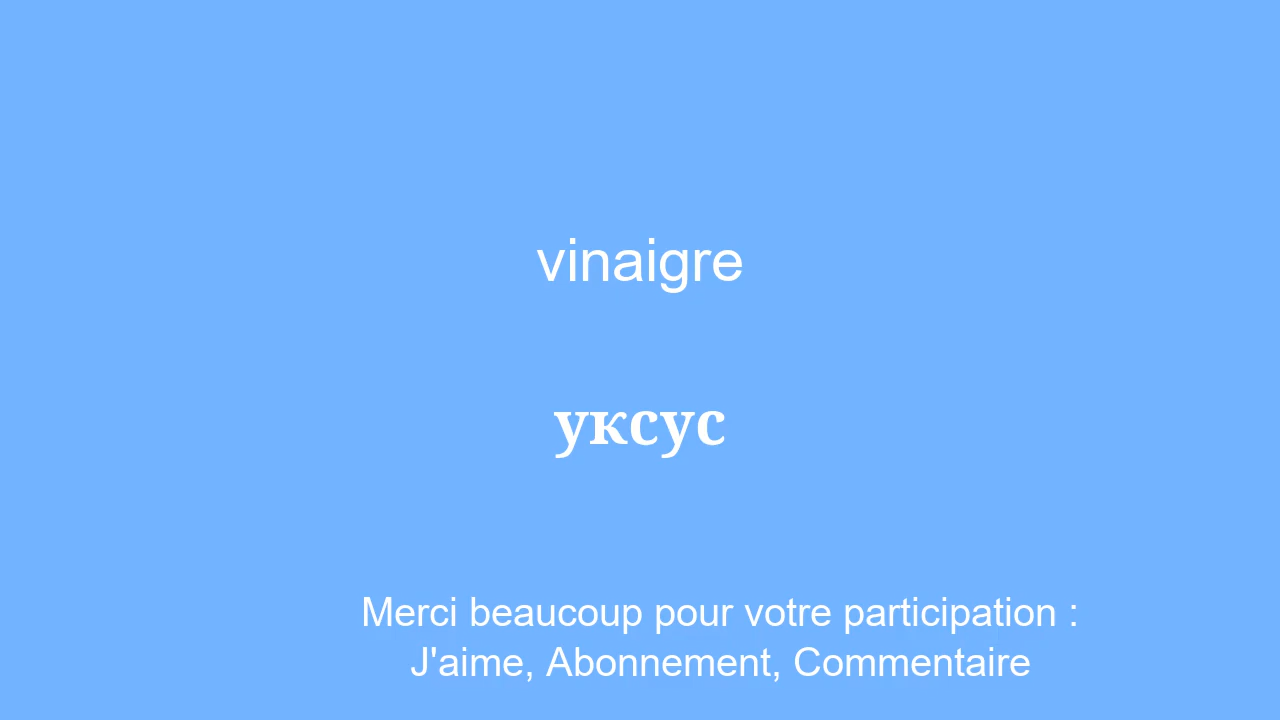 vinaigre
уксус
Merci beaucoup pour votre participation :
J'aime, Abonnement, Commentaire